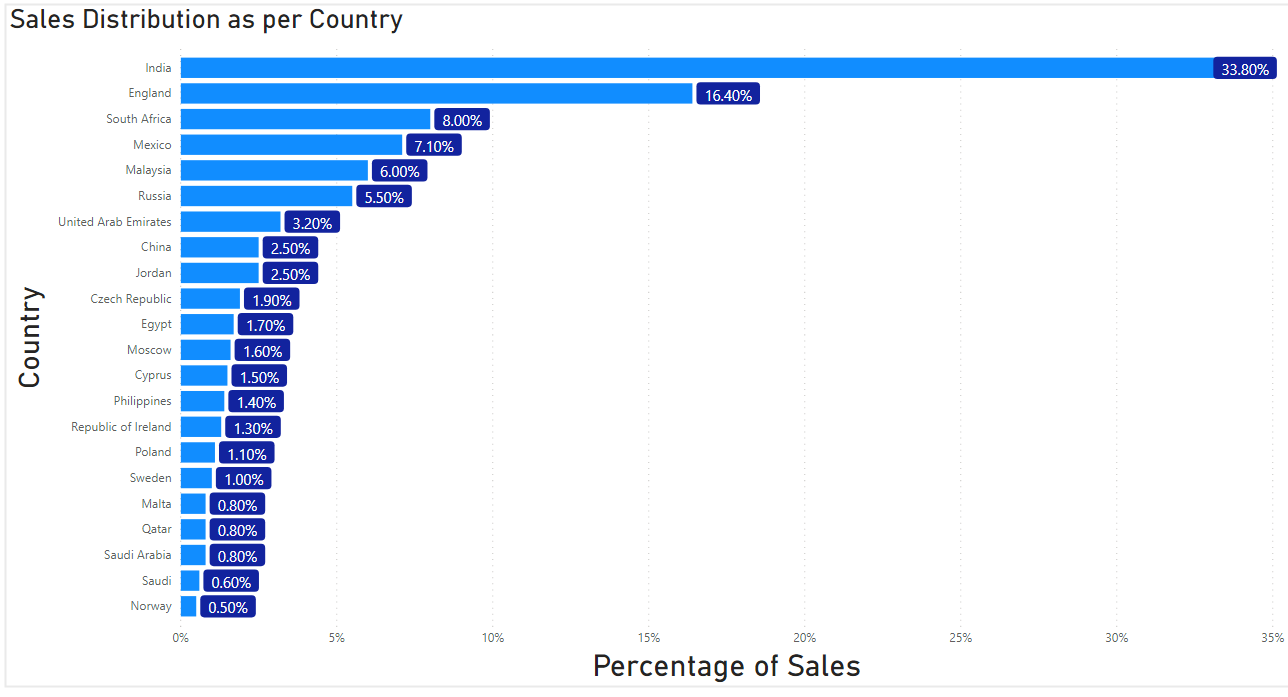 Sales Distribution as per Country
Country
India 33.80%
England 16.40%
South Africa 8.00%
Mexico 7.10%
Malaysia 6.00%
Russia 5.50%
United Arab Emirates 3.20%
China 2.50%
Jordan 2.50%
Czech Republic 1.90%
Egypt 1.70%
Moscow 1.60%
Cyprus 1.50%
Philippines 1.40%
Republic of Ireland 1.30%
Poland 1.10%
Sweden 1.00%
Malta 0.80%
Qatar 0.80%
Saudi Arabia 0.80%
Saudi 0.60%
Norway 0.50%
0% 5% 10% 15% 20% 25% 30% 35%
Percentage of Sales